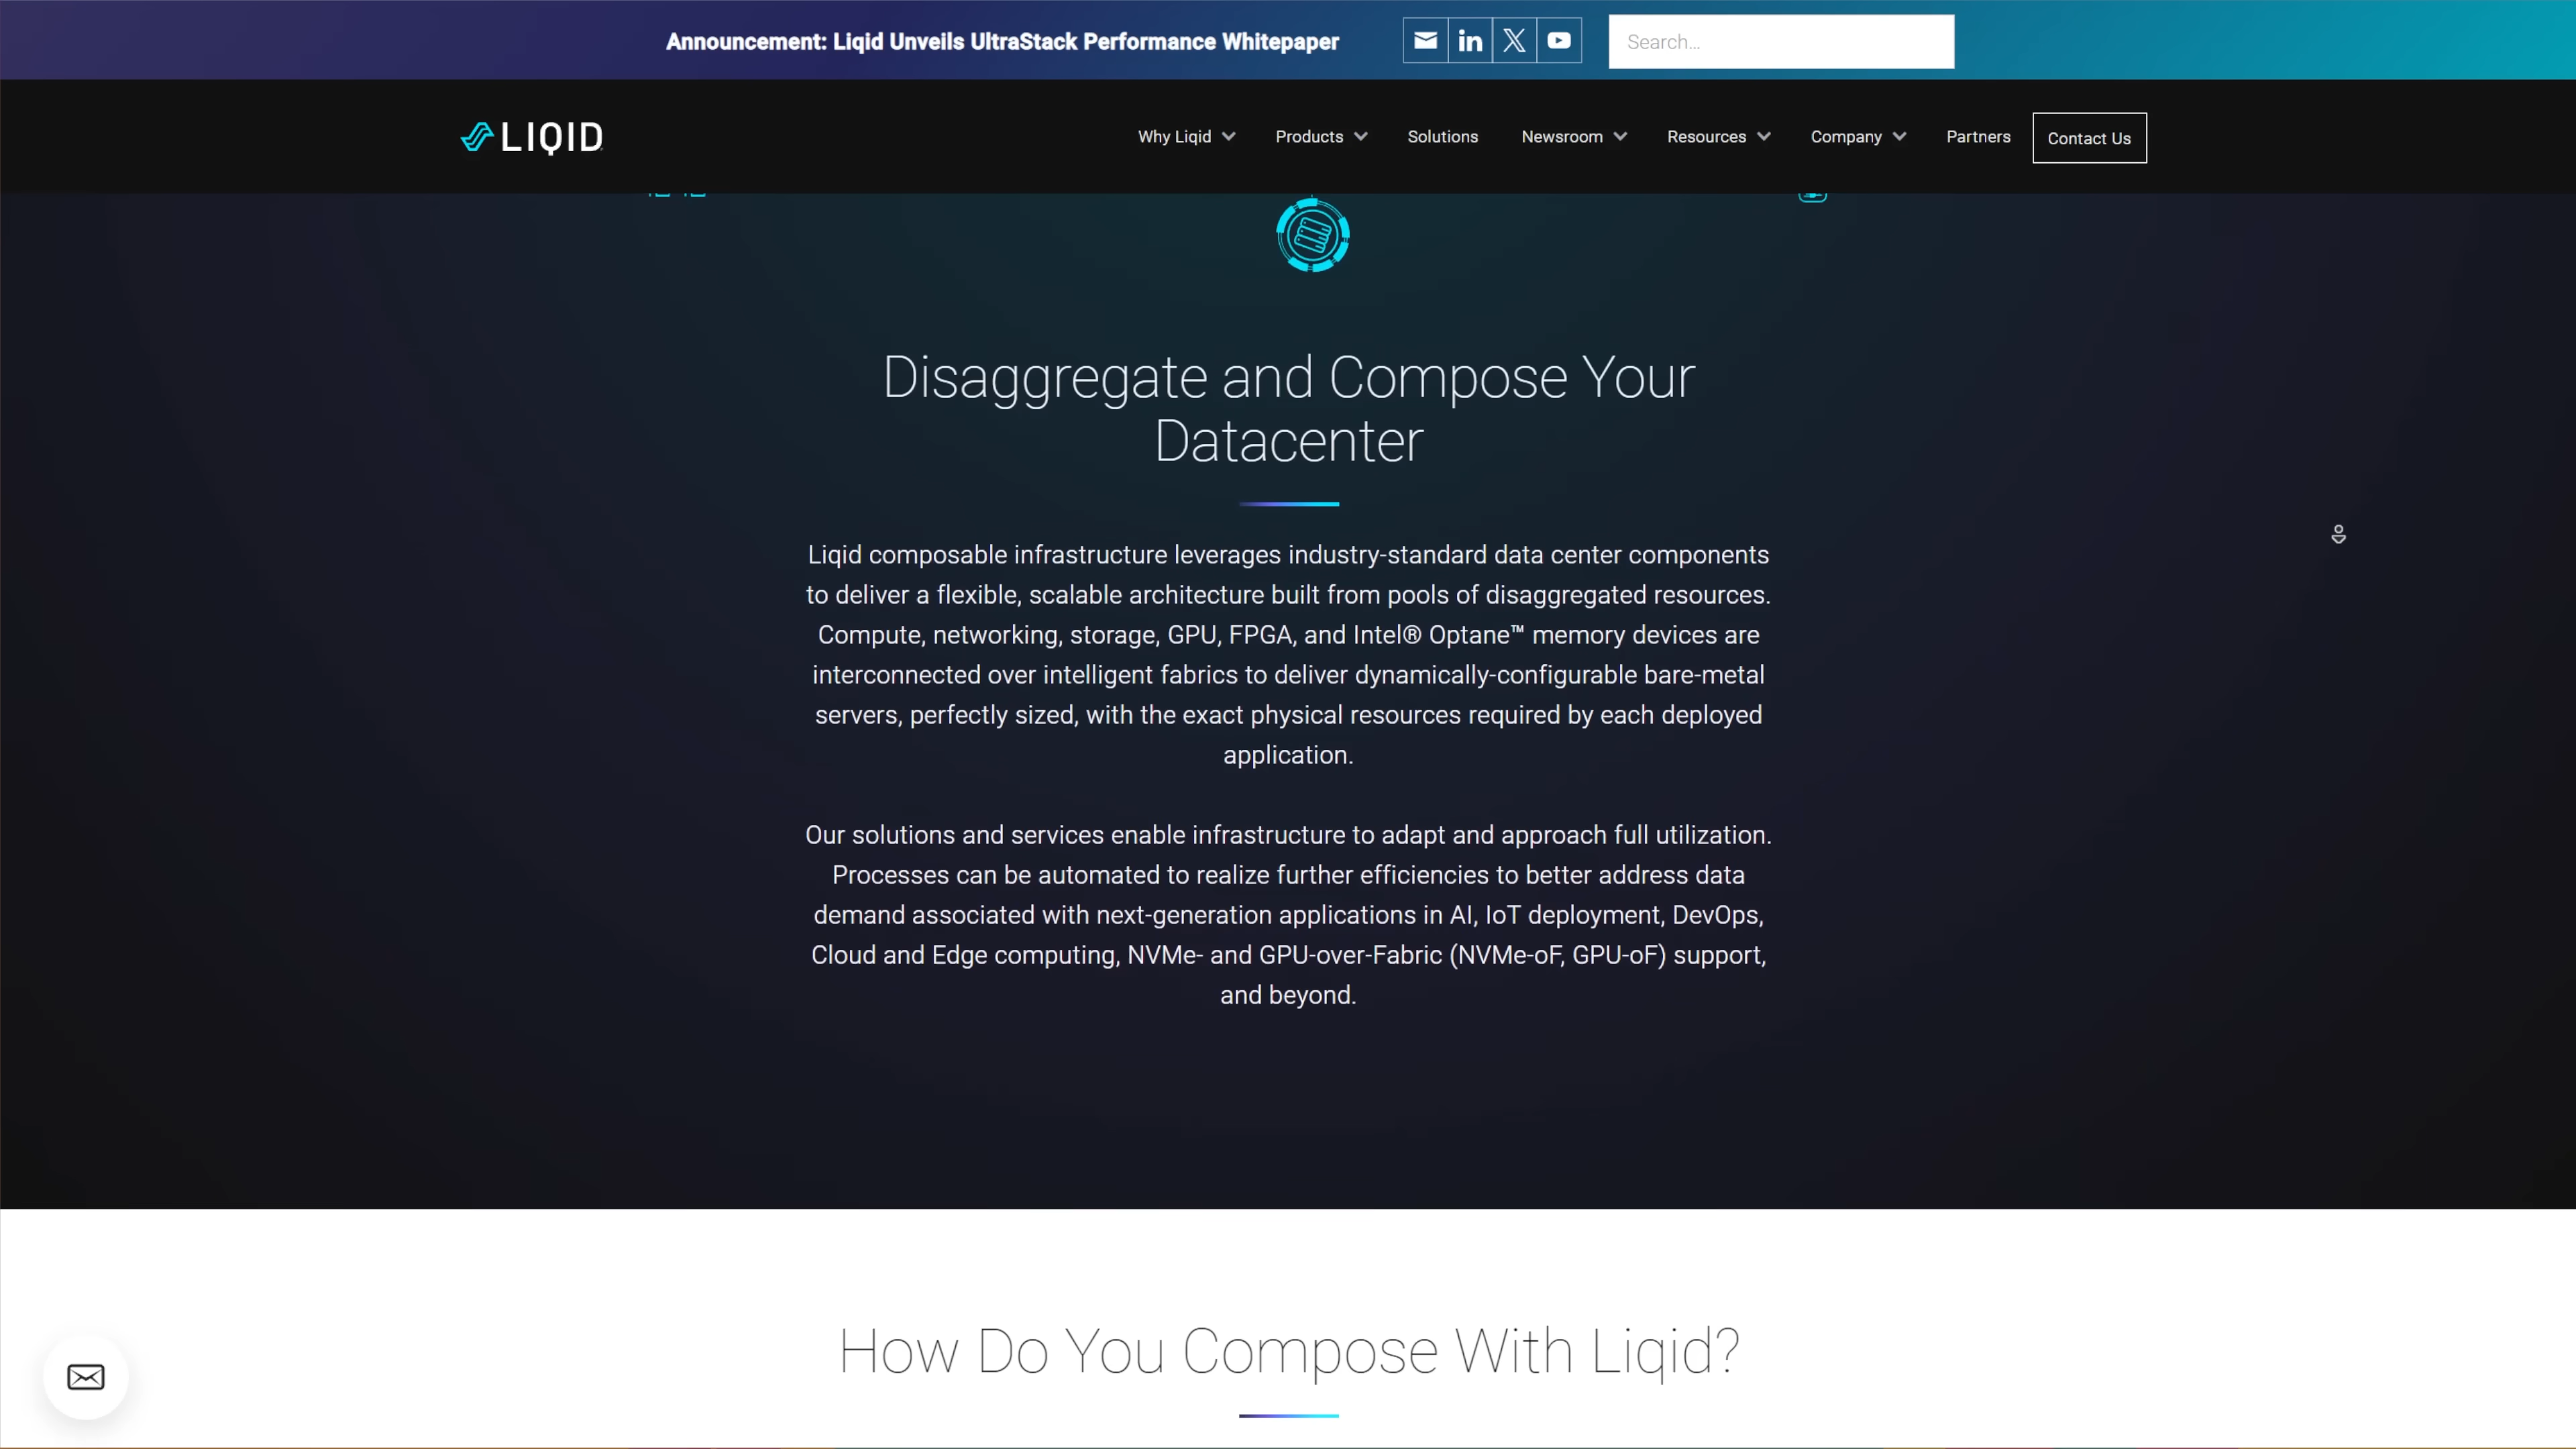 Announcement: Liqid Unveils UltraStack Performance Whitepaper
Search...
LIQID
Why Liqid
Products
Solutions
Newsroom
Resources
Company
Partners
Contact Us
Disaggregate and Compose Your
Datacenter
Liqid composable infrastructure leverages industry-standard data center components
to deliver a flexible, scalable architecture built from pools of disaggregated resources.
Compute, networking, storage, GPU, FPGA, and Intel® Optane™ memory devices are
interconnected over intelligent fabrics to deliver dynamically-configurable bare-metal
servers, perfectly sized, with the exact physical resources required by each deployed
application.
Our solutions and services enable infrastructure to adapt and approach full utilization.
Processes can be automated to realize further efficiencies to better address data
demand associated with next-generation applications in AI, IoT deployment, DevOps,
Cloud and Edge computing, NVMe- and GPU-over-Fabric (NVMe-oF, GPU-oF) support,
and beyond.
How Do You Compose With Liqid?